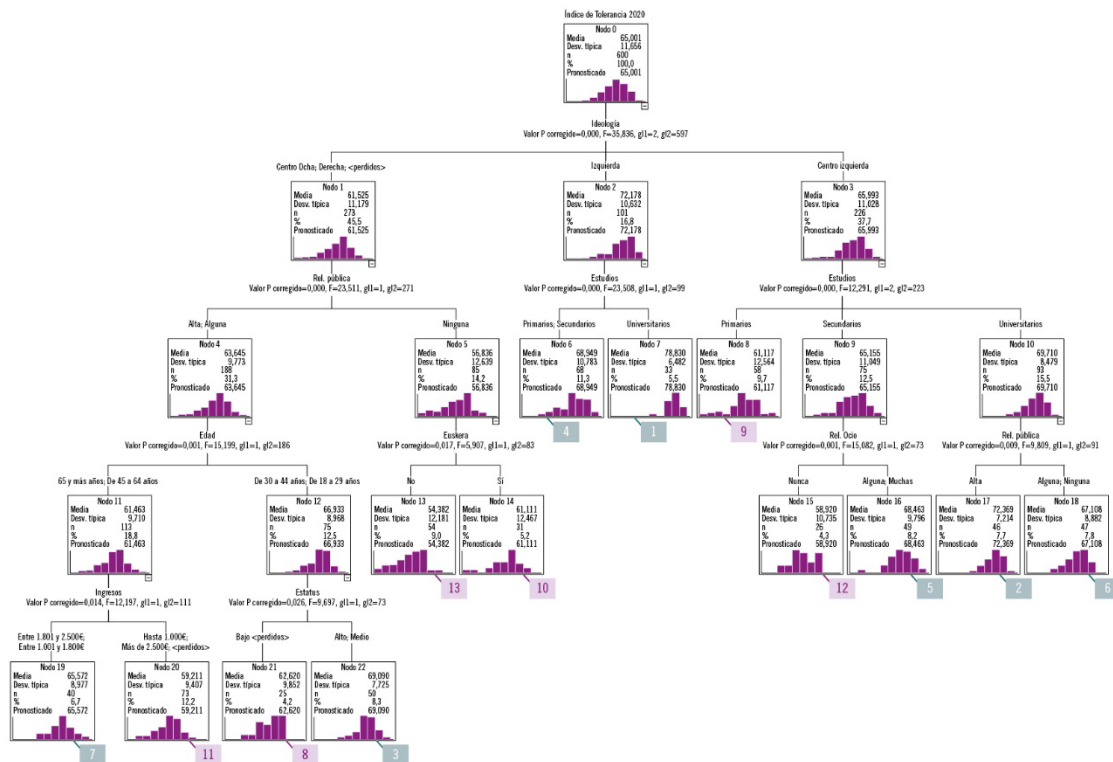 Índice de Tolerancia 2020
Nodo 0
Media 65,001
Desv. típica 11,656
n 600
% 100,0
Pronosticado 65,001
Ideología
Valor P corregido=0,000, F=35,836, gl1=2, gl2=597
Centro Dcha; Derecha; <perdidos>
Izquierda
Centro izquierda
Nodo 1
Media 61,525
Desv. típica 11,179
n 273
% 45,5
Pronosticado 61,525
Nodo 2
Media 72,178
Desv. típica 10,632
n 101
% 16,8
Pronosticado 72,178
Nodo 3
Media 65,993
Desv. típica 11,028
n 226
% 37,7
Pronosticado 65,993
Rel. pública
Valor P corregido=0,000, F=23,511, gl1=1, gl2=271
Estudios
Valor P corregido=0,000, F=23,508, gl1=1, gl2=99
Estudios
Valor P corregido=0,000, F=12,291, gl1=2, gl2=223
Alta; Alguna
Ninguna
Primarios; Secundarios
Universitarios
Primarios
Secundarios
Universitarios
Nodo 4
Media 63,645
Desv. típica 9,773
n 188
% 31,3
Pronosticado 63,645
Nodo 5
Media 56,836
Desv. típica 12,639
n 85
% 14,2
Pronosticado 56,836
Nodo 6
Media 68,949
Desv. típica 10,783
n 68
% 11,3
Pronosticado 68,949
4
Nodo 7
Media 78,830
Desv. típica 6,482
n 33
% 5,5
Pronosticado 78,830
1
Nodo 8
Media 61,117
Desv. típica 12,564
n 58
% 9,7
Pronosticado 61,117
9
Nodo 9
Media 65,155
Desv. típica 11,049
n 75
% 12,5
Pronosticado 65,155
Nodo 10
Media 69,710
Desv. típica 8,479
n 93
% 15,5
Pronosticado 69,710
Edad
Valor P corregido=0,001, F=15,199, gl1=1, gl2=186
Euskera
Valor P corregido=0,017, F=5,907, gl1=1, gl2=83
Rel. Ocio
Valor P corregido=0,001, F=15,082, gl1=1, gl2=73
Rel. pública
Valor P corregido=0,009, F=9,809, gl1=1, gl2=91
65 y más años; De 45 a 64 años
De 30 a 44 años; De 18 a 29 años
No
Sí
Nunca
Alguna; Muchas
Alta
Alguna; Ninguna
Nodo 11
Media 61,463
Desv. típica 9,710
n 113
% 18,8
Pronosticado 61,463
Nodo 12
Media 66,933
Desv. típica 8,968
n 75
% 12,5
Pronosticado 66,933
Nodo 13
Media 54,382
Desv. típica 12,181
n 54
% 9,0
Pronosticado 54,382
13
Nodo 14
Media 61,111
Desv. típica 12,467
n 31
% 5,2
Pronosticado 61,111
10
Nodo 15
Media 58,920
Desv. típica 10,735
n 26
% 4,3
Pronosticado 58,920
12
Nodo 16
Media 68,463
Desv. típica 9,796
n 49
% 8,2
Pronosticado 68,463
5
Nodo 17
Media 72,369
Desv. típica 7,214
n 46
% 7,7
Pronosticado 72,369
2
Nodo 18
Media 67,108
Desv. típica 8,882
n 47
% 7,8
Pronosticado 67,108
6
Ingresos
Valor P corregido=0,014, F=12,197, gl1=1, gl2=111
Estatus
Valor P corregido=0,026, F=9,697, gl1=1, gl2=73
Entre 1.801 y 2.500€;
Entre 1.001 y 1.800€
Hasta 1.000€;
Más de 2.500€; <perdidos>
Bajo <perdidos>
Alto; Medio
Nodo 19
Media 65,572
Desv. típica 8,977
n 40
% 6,7
Pronosticado 65,572
7
Nodo 20
Media 59,211
Desv. típica 9,407
n 73
% 12,2
Pronosticado 59,211
11
Nodo 21
Media 62,620
Desv. típica 9,852
n 25
% 4,2
Pronosticado 62,620
8
Nodo 22
Media 69,090
Desv. típica 7,725
n 50
% 8,3
Pronosticado 69,090
3